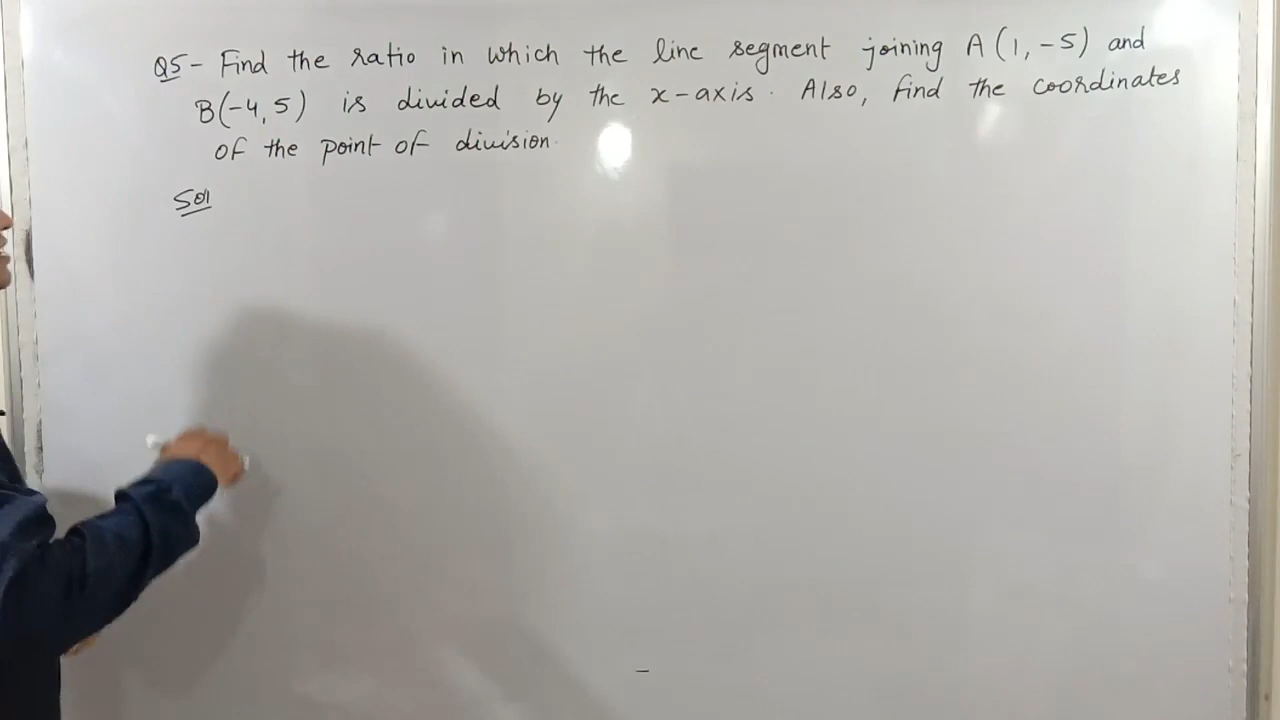 Q5- Find the ratio in which the line segment joining A(1,-5) and
B(-4,5) is divided by the x-axis. Also, find the coordinates
of the point of division.
Sol